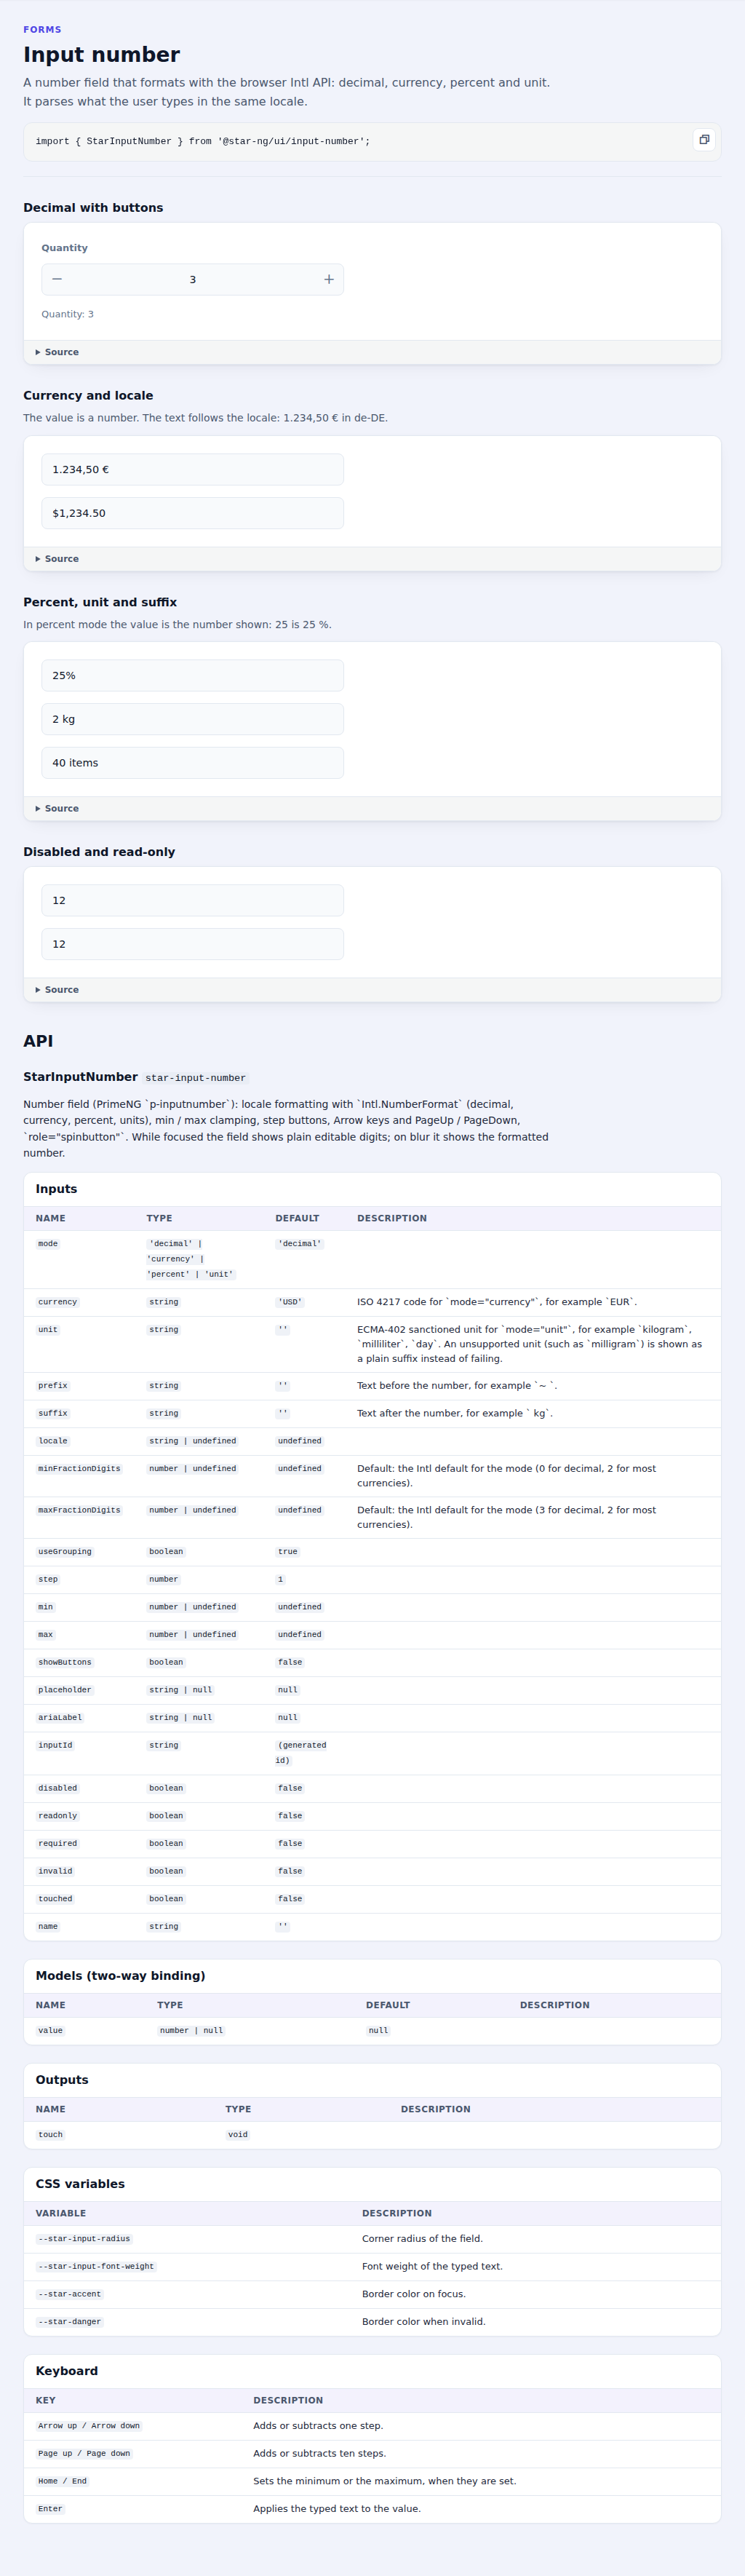 FORMS
Input number
A number field that formats with the browser Intl API: decimal, currency, percent and unit.
It parses what the user types in the same locale.
import { StarInputNumber } from '@star-ng/ui/input-number';
Decimal with buttons
Quantity
− 3 +
Quantity: 3
Source
Currency and locale
The value is a number. The text follows the locale: 1.234,50 € in de-DE.
1.234,50 €
$1,234.50
Source
Percent, unit and suffix
In percent mode the value is the number shown: 25 is 25 %.
25%
2 kg
40 items
Source
Disabled and read-only
12
12
Source
API
StarInputNumber star-input-number
Number field (PrimeNG `p-inputnumber`): locale formatting with `Intl.NumberFormat` (decimal,
currency, percent, units), min / max clamping, step buttons, Arrow keys and PageUp / PageDown,
`role="spinbutton"`. While focused the field shows plain editable digits; on blur it shows the formatted
number.
Inputs
NAME TYPE DEFAULT DESCRIPTION
mode 'decimal' | 'decimal'
'currency' |
'percent' | 'unit'
currency string 'USD' ISO 4217 code for `mode="currency"`, for example `EUR`.
unit string '' ECMA-402 sanctioned unit for `mode="unit"`, for example `kilogram`,
`milliliter`, `day`. An unsupported unit (such as `milligram`) is shown as
a plain suffix instead of failing.
prefix string '' Text before the number, for example `~ `.
suffix string '' Text after the number, for example ` kg`.
locale string | undefined undefined
minFractionDigits number | undefined undefined Default: the Intl default for the mode (0 for decimal, 2 for most
currencies).
maxFractionDigits number | undefined undefined Default: the Intl default for the mode (3 for decimal, 2 for most
currencies).
useGrouping boolean true
step number 1
min number | undefined undefined
max number | undefined undefined
showButtons boolean false
placeholder string | null null
ariaLabel string | null null
inputId string (generated
id)
disabled boolean false
readonly boolean false
required boolean false
invalid boolean false
touched boolean false
name string ''
Models (two-way binding)
NAME TYPE DEFAULT DESCRIPTION
value number | null null
Outputs
NAME TYPE DESCRIPTION
touch void
CSS variables
VARIABLE DESCRIPTION
--star-input-radius Corner radius of the field.
--star-input-font-weight Font weight of the typed text.
--star-accent Border color on focus.
--star-danger Border color when invalid.
Keyboard
KEY DESCRIPTION
Arrow up / Arrow down Adds or subtracts one step.
Page up / Page down Adds or subtracts ten steps.
Home / End Sets the minimum or the maximum, when they are set.
Enter Applies the typed text to the value.